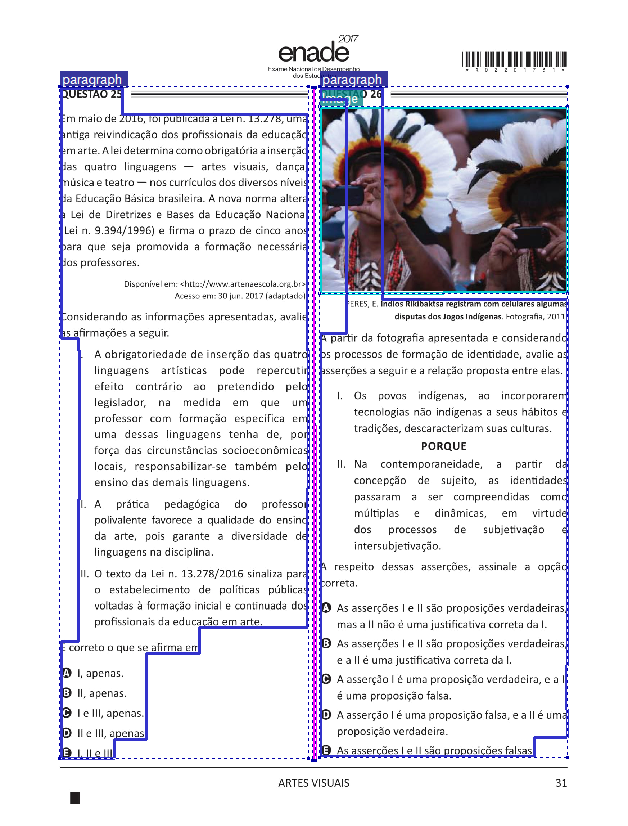 2017
enade
Exame Nacional de Desempenho
dos
*R0220173
paragraph
paragraph
image
QUESTÃO 25
Em maio de 2016, foi publicada a Lei n. 13.278, uma
antiga reivindicação dos profissionais da educação
em arte. A lei determina como obrigatória a inserção
das quatro linguagens — artes visuais, dança,
música e teatro — nos currículos dos diversos níveis
da Educação Básica brasileira. A nova norma altera
a Lei de Diretrizes e Bases da Educação Nacional
(Lei n. 9.394/1996) e firma o prazo de cinco anos
para que seja promovida a formação necessária
dos professores.
Disponível em: <http://www.artenaescola.org.br>.
Acesso em: 30 jun. 2017 (adaptado).
Considerando as informações apresentadas, avalie
as afirmações a seguir.
I. A obrigatoriedade de inserção das quatro
linguagens artísticas pode repercutir
efeito contrário ao pretendido pelo
legislador, na medida em que um
professor com formação específica em
uma dessas linguagens tenha de, por
força das circunstâncias socioeconômicas
locais, responsabilizar-se também pelo
ensino das demais linguagens.
II. A prática pedagógica do professor
polivalente favorece a qualidade do ensino
da arte, pois garante a diversidade de
linguagens na disciplina.
III. O texto da Lei n. 13.278/2016 sinaliza para
o estabelecimento de políticas públicas
voltadas à formação inicial e continuada dos
profissionais da educação em arte.
É correto o que se afirma em
A I, apenas.
B II, apenas.
C I e III, apenas.
D II e III, apenas.
E I, II e III.
QUESTÃO 26
FERES, E. Índios Rikibaktsa registram com celulares algumas
disputas dos Jogos Indígenas. Fotografia, 2011.
A partir da fotografia apresentada e considerando
os processos de formação de identidade, avalie as
asserções a seguir e a relação proposta entre elas.
I. Os povos indígenas, ao incorporarem
tecnologias não indígenas a seus hábitos e
tradições, descaracterizam suas culturas.
PORQUE
II. Na contemporaneidade, a partir da
concepção de sujeito, as identidades
passaram a ser compreendidas como
múltiplas e dinâmicas, em virtude
dos processos de subjetivação e
intersubjetivação.
A respeito dessas asserções, assinale a opção
correta.
A As asserções I e II são proposições verdadeiras,
mas a II não é uma justificativa correta da I.
B As asserções I e II são proposições verdadeiras,
e a II é uma justificativa correta da I.
C A asserção I é uma proposição verdadeira, e a II
é uma proposição falsa.
D A asserção I é uma proposição falsa, e a II é uma
proposição verdadeira.
E As asserções I e II são proposições falsas.
ARTES VISUAIS
31